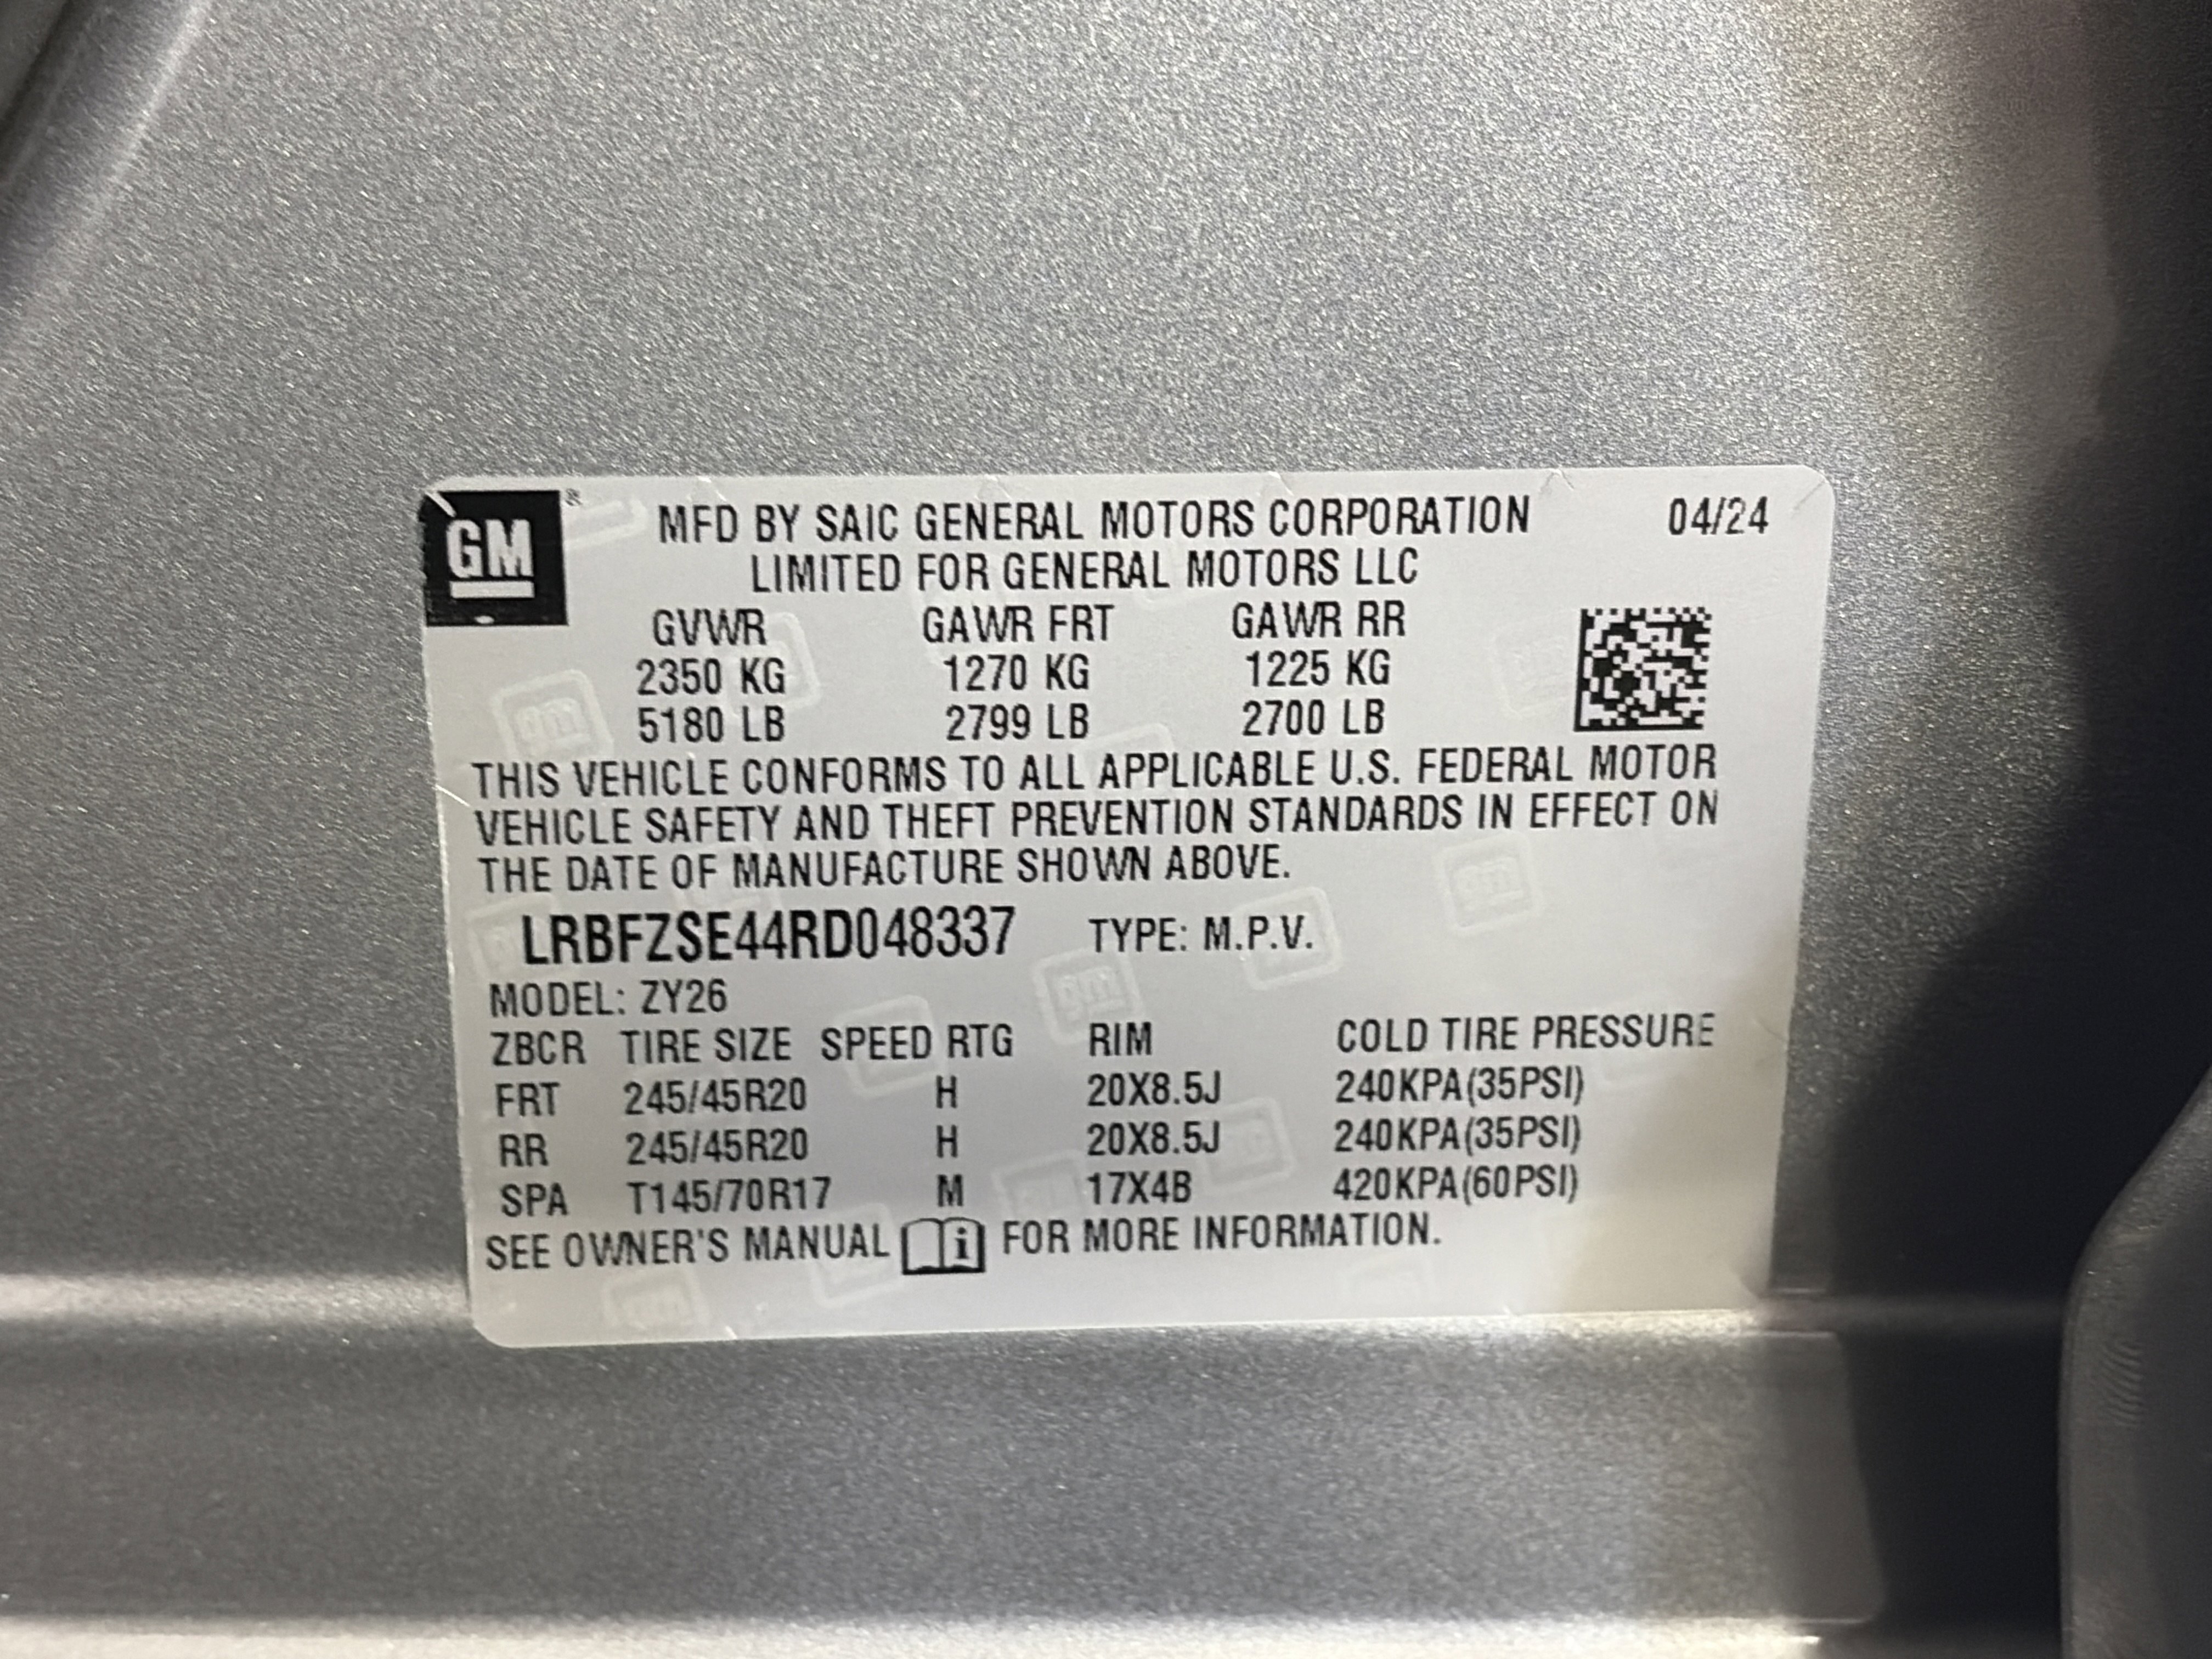 GM ®
MFD BY SAIC GENERAL MOTORS CORPORATION 04/24
LIMITED FOR GENERAL MOTORS LLC
GVWR GAWR FRT GAWR RR
2350 KG 1270 KG 1225 KG
5180 LB 2799 LB 2700 LB
THIS VEHICLE CONFORMS TO ALL APPLICABLE U.S. FEDERAL MOTOR
VEHICLE SAFETY AND THEFT PREVENTION STANDARDS IN EFFECT ON
THE DATE OF MANUFACTURE SHOWN ABOVE.
LRBFZSE44RD048337 TYPE: M.P.V.
MODEL: ZY26
ZBCR TIRE SIZE SPEED RTG RIM COLD TIRE PRESSURE
FRT 245/45R20 H 20X8.5J 240KPA(35PSI)
RR 245/45R20 H 20X8.5J 240KPA(35PSI)
SPA T145/70R17 M 17X4B 420KPA(60PSI)
SEE OWNER'S MANUAL i FOR MORE INFORMATION.